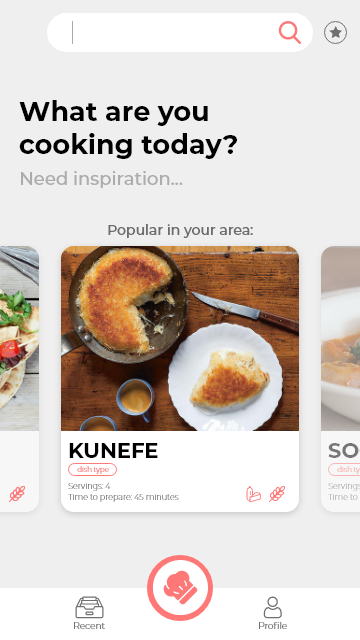 What are you
cooking today?
Need inspiration...
Popular in your area:
KUNEFE
dish type
Servings: 4
Time to prepare: 45 minutes
SO
dish ty
Servings
Time to
Recent
Profile